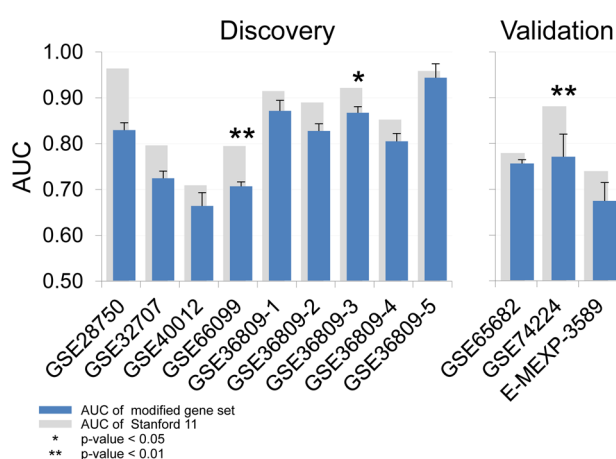 Discovery
Validation
AUC
1.00
0.90
0.80
0.70
0.60
0.50
*
**
**
GSE28750
GSE32707
GSE40012
GSE66099
GSE36809-1
GSE36809-2
GSE36809-3
GSE36809-4
GSE36809-5
GSE65682
GSE74224
E-MEXP-3589
AUC of modified gene set
AUC of Stanford 11
* p-value < 0.05
** p-value < 0.01